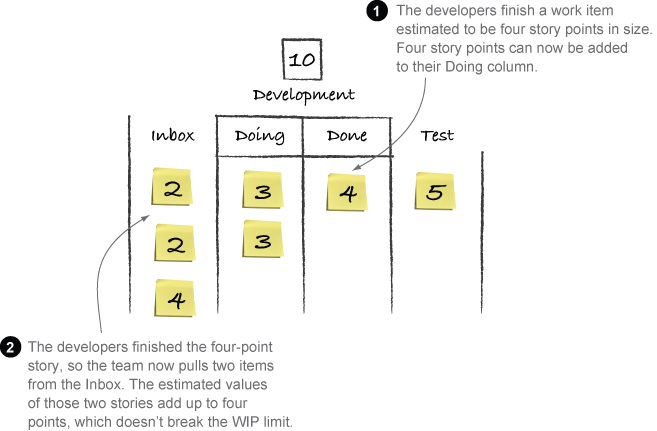 1 The developers finish a work item
estimated to be four story points in size.
Four story points can now be added
to their Doing column.
10
Development
Inbox Doing Done Test
2 3 4 5
2 3
4
2 The developers finished the four-point
story, so the team now pulls two items
from the Inbox. The estimated values
of those two stories add up to four
points, which doesn’t break the WIP limit.